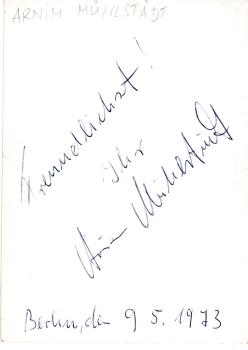 ARNIM MÜHLSTÄDT
Freundlichst!
Ihr
Arnim Mühlstädt
Berlin, den 9 5. 1973